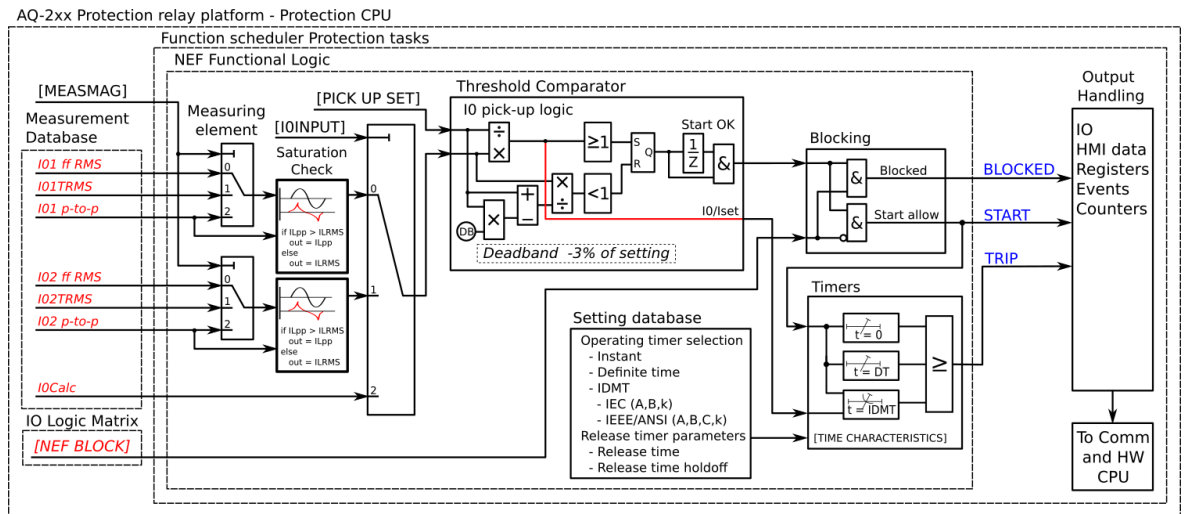 AQ-2xx Protection relay platform - Protection CPU
Function scheduler Protection tasks
NEF Functional Logic
[MEASMAG]
Measurement
Database
I01 ff RMS
I01TRMS
I01 p-to-p
I02 ff RMS
I02TRMS
I02 p-to-p
I0Calc
IO Logic Matrix
[NEF BLOCK]
Measuring
element
0
1
2
0
1
2
[I0INPUT]
Saturation
Check
if ILpp > ILRMS
out = ILpp
else
out = ILRMS
if ILpp > ILRMS
out = ILpp
else
out = ILRMS
0
1
2
[PICK UP SET]
Threshold Comparator
I0 pick-up logic
÷
×
≥1
S
R
Q
Start OK
1
Z
&
×
÷
<1
+
−
×
DB
I0/Iset
Deadband -3% of setting
Blocking
&
Blocked
&
Start allow
BLOCKED
START
TRIP
Setting database
Operating timer selection
- Instant
- Definite time
- IDMT
- IEC (A,B,k)
- IEEE/ANSI (A,B,C,k)
Release timer parameters
- Release time
- Release time holdoff
Timers
t = 0
t = DT
t = IDMT
≥
[TIME CHARACTERISTICS]
Output
Handling
IO
HMI data
Registers
Events
Counters
To Comm
and HW
CPU